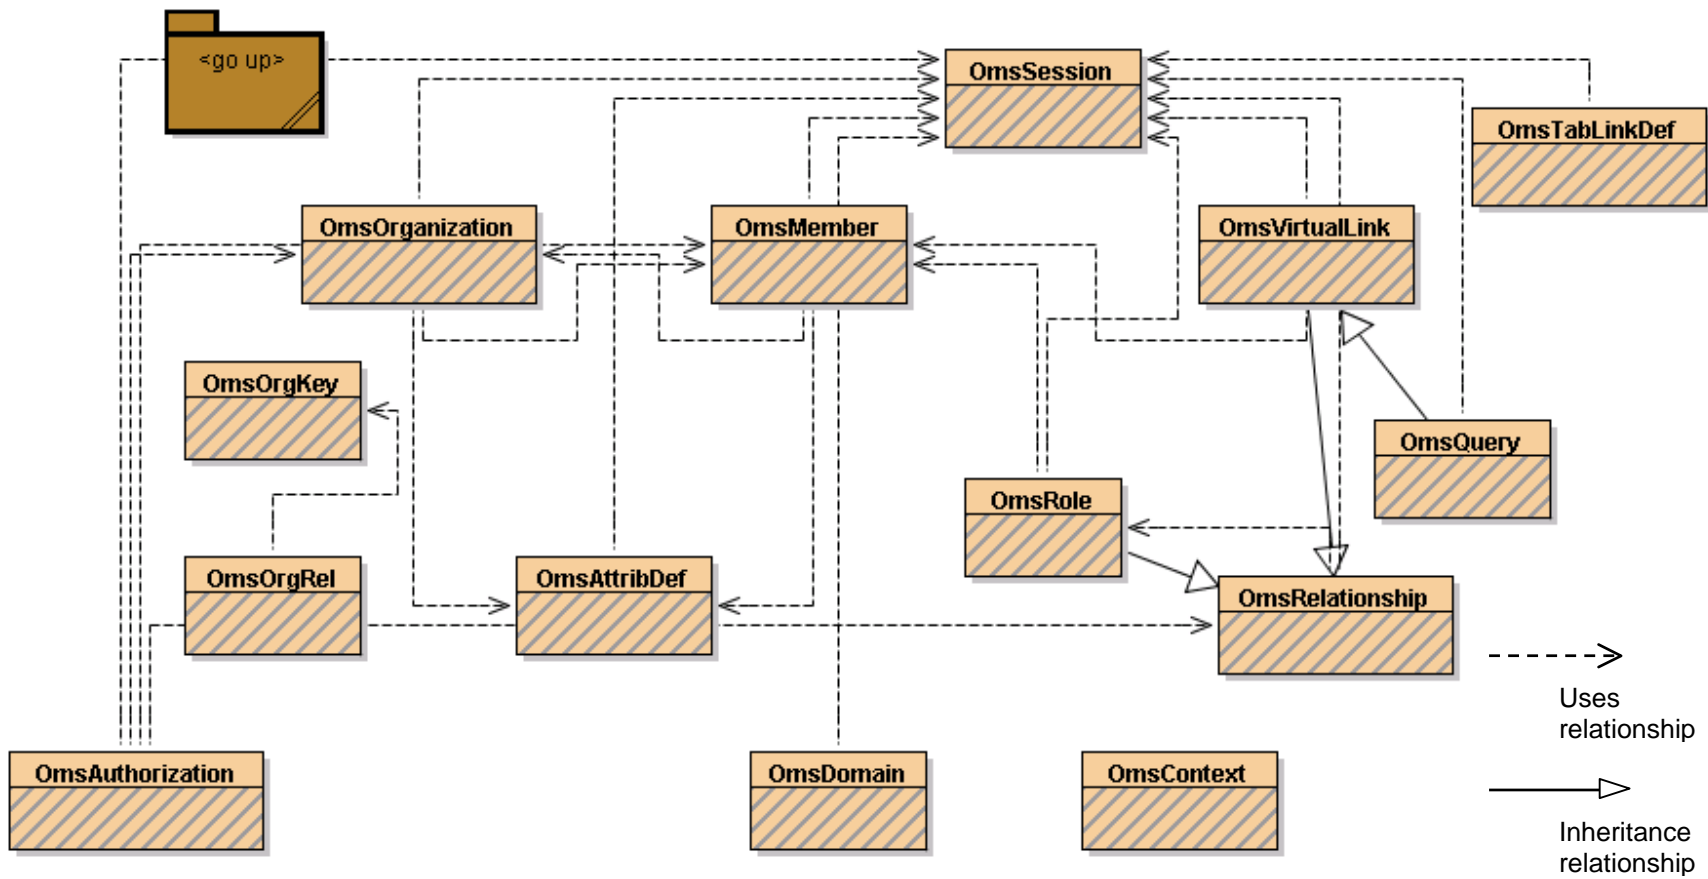 <go up>
OmsSession
OmsTabLinkDef
OmsOrganization
OmsMember
OmsVirtualLink
OmsOrgKey
OmsQuery
OmsRole
OmsOrgRel
OmsAttribDef
OmsRelationship
Uses
relationship
OmsAuthorization
OmsDomain
OmsContext
Inheritance
relationship